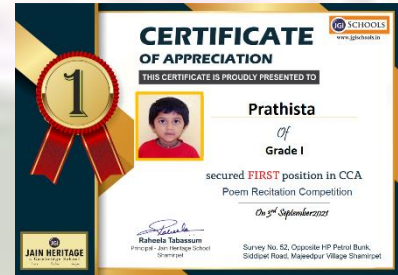 JGI SCHOOLS
www.jgischools.in
CERTIFICATE
OF APPRECIATION
THIS CERTIFICATE IS PROUDLY PRESENTED TO
1
Prathista
Of
Grade I
secured FIRST position in CCA
Poem Recitation Competition
On 3rd September2021
Raheela Tabassum
Principal - Jain Heritage School
Shamirpet
Survey No. 52, Opposite HP Petrol Bunk,
Siddipet Road, Majeedpur Village Shamirpet
JGI
JAIN HERITAGE